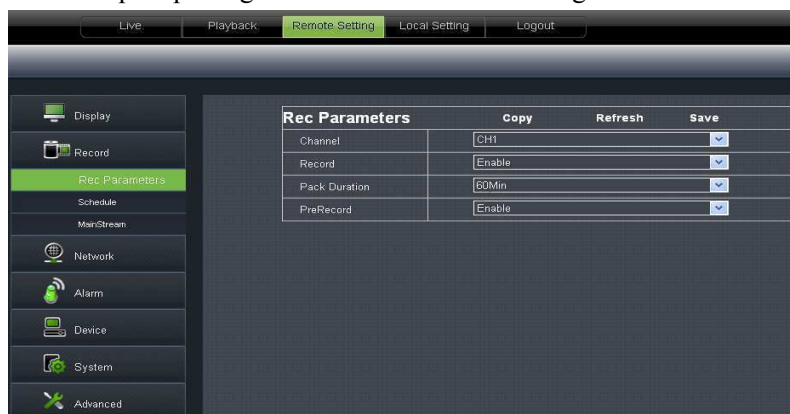 Live Playback Remote Setting Local Setting Logout
Display
Record
Rec Parameters
Schedule
MainStream
Network
Alarm
Device
System
Advanced
Rec Parameters Copy Refresh Save
Channel CH1
Record Enable
Pack Duration 60Min
PreRecord Enable